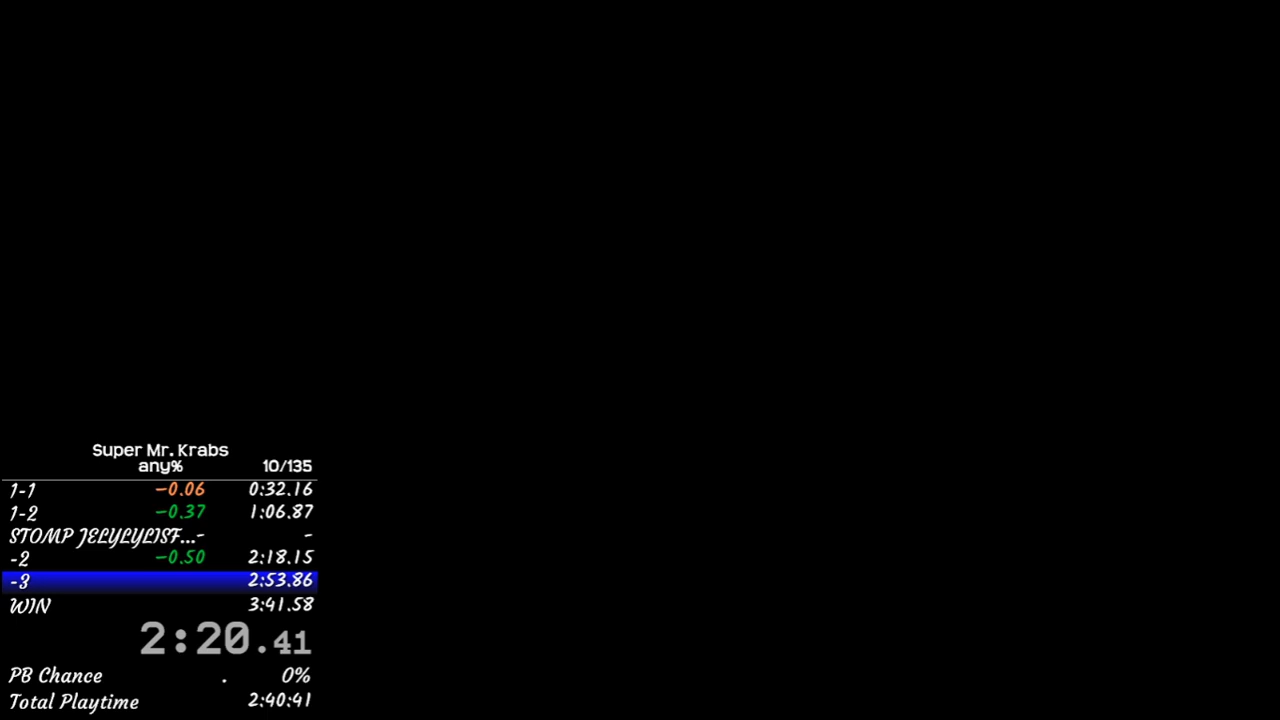 Super Mr. Krabs
any% 10/135
1-1 −0.06 0:32.16
1-2 −0.37 1:06.87
STOMP JELYLYLISF...- -
-2 −0.50 2:18.15
-3 2:53.86
WIN 3:41.58
2:20.41
PB Chance . 0%
Total Playtime 2:40:41